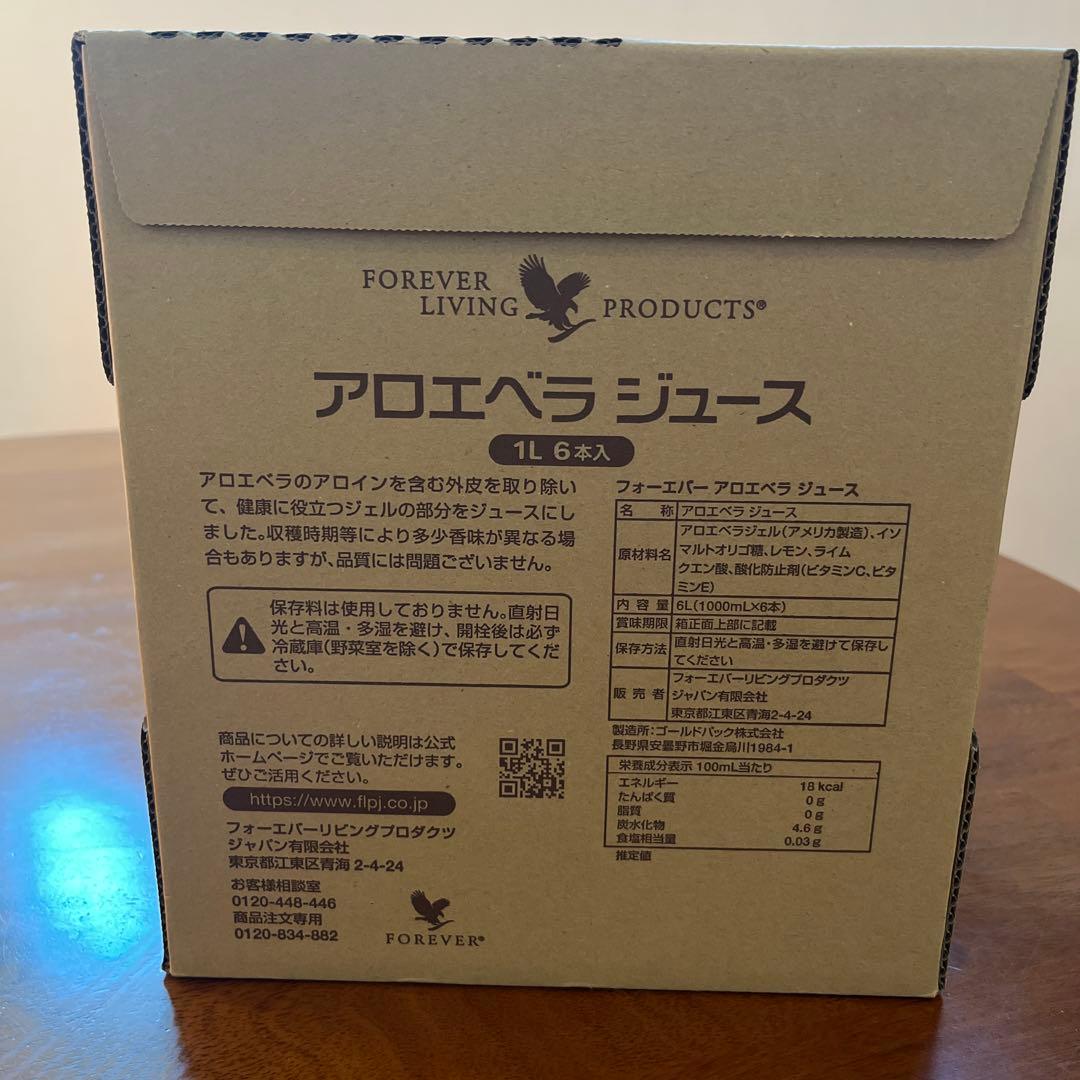 FOREVER
LIVING PRODUCTS®
アロエベラ ジュース
1L 6本入
アロエベラのアロインを含む外皮を取り除い
て、健康に役立つジェルの部分をジュースにし
ました。収穫時期等により多少香味が異なる場
合もありますが、品質には問題ございません。
保存料は使用しておりません。直射日
光と高温・多湿を避け、開栓後は必ず
冷蔵庫(野菜室を除く)で保存してくだ
さい。
商品についての詳しい説明は公式
ホームページでご覧いただけます。
ぜひご活用ください。
https://www.flpj.co.jp
フォーエバーリビングプロダクツ
ジャパン有限会社
東京都江東区青海 2-4-24
お客様相談室
0120-448-446
商品注文専用
0120-834-882
FOREVER®
フォーエバー アロエベラ ジュース
名 称 アロエベラ ジュース
原材料名 アロエベラジェル(アメリカ製造)、イソ
マルトオリゴ糖、レモン、ライム
クエン酸、酸化防止剤(ビタミンC、ビタ
ミンE)
内 容 量 6L(1000mL×6本)
賞味期限 箱正面上部に記載
保存方法 直射日光と高温・多湿を避けて保存し
てください
販 売 者 フォーエバーリビングプロダクツ
ジャパン有限会社
東京都江東区青海2-4-24
製造所:ゴールドパック株式会社
長野県安曇野市堀金烏川1984-1
栄養成分表示 100mL当たり
エネルギー 18 kcal
たんぱく質 0 g
脂質 0 g
炭水化物 4.6 g
食塩相当量 0.03 g
推定値